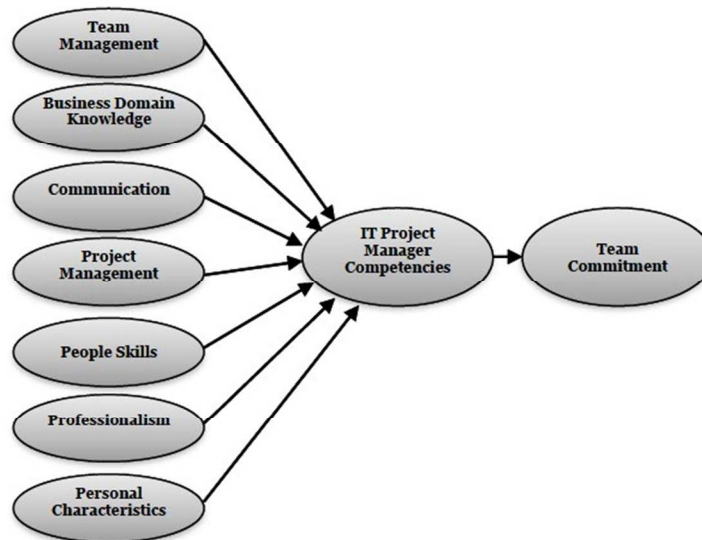 Team
Management
Business Domain
Knowledge
Communication
Project
Management
People Skills
Professionalism
Personal
Characteristics
IT Project
Manager
Competencies
Team
Commitment